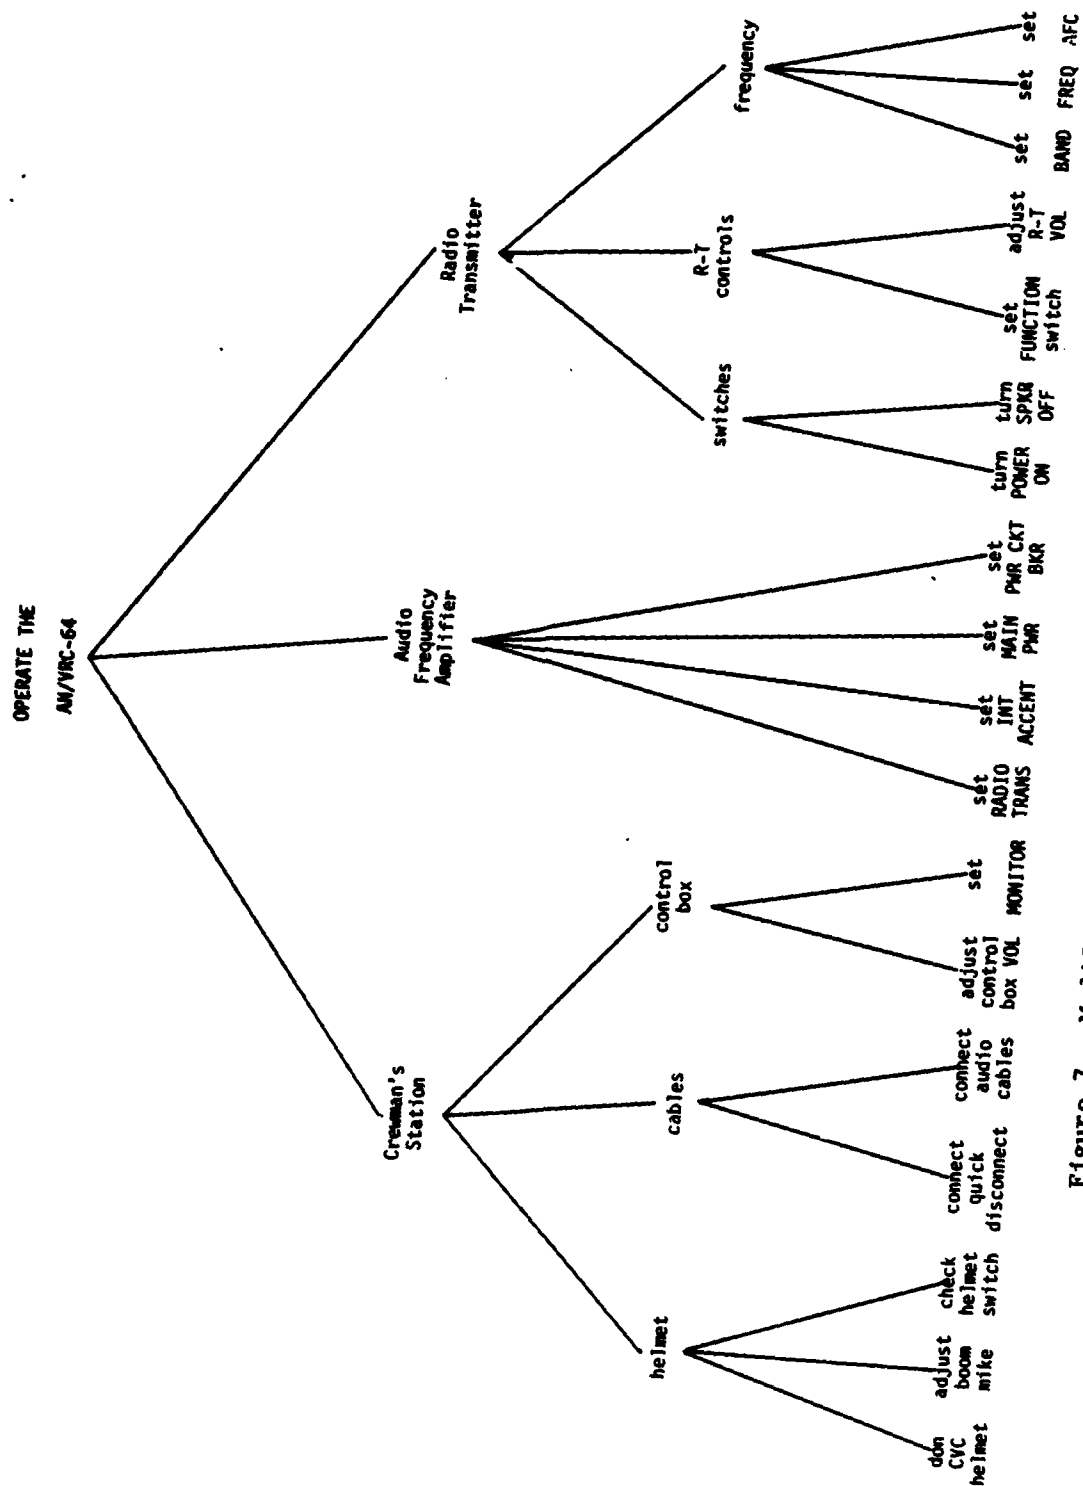 OPERATE THE
AN/VRC-64
Crewman's
Station
Audio
Frequency
Amplifier
Radio
Transmitter
helmet
cables
control
box
switches
R-T
controls
frequency
don
CVC
helmet
adjust
boom
mike
check
helmet
switch
connect
quick
disconnect
connect
audio
cables
adjust
control
box VOL
set
MONITOR
set
RADIO
TRANS
set
INT
ACCENT
set
MAIN
PWR
set
PWR CKT
BKR
turn
POWER
ON
turn
SPKR
OFF
set
FUNCTION
switch
adjust
R-T
VOL
set
BAND
set
FREQ
set
AFC
Figure 7.